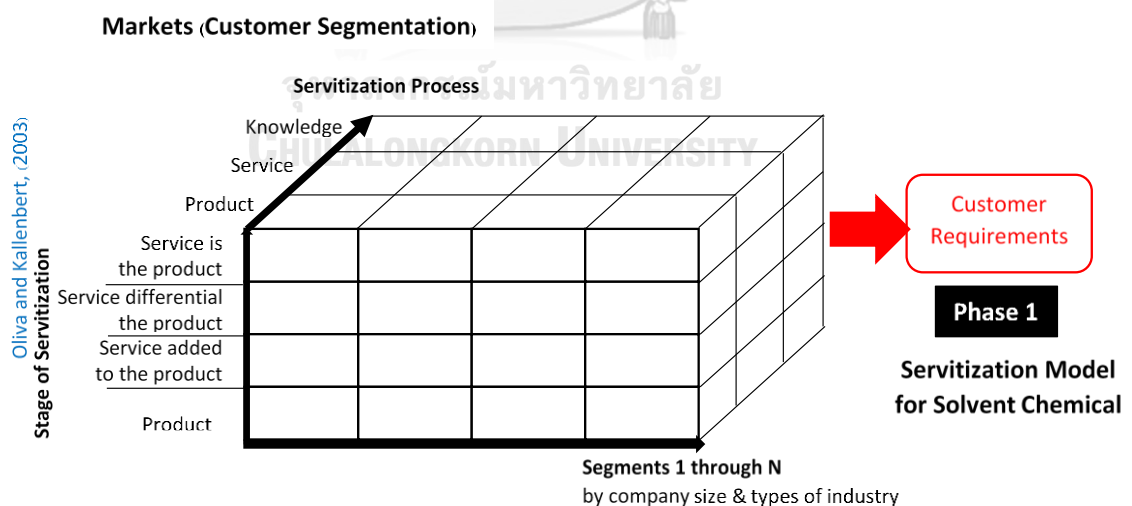 Markets (Customer Segmentation)
จุฬาลงกรณ์มหาวิทยาลัย
CHULALONGKORN UNIVERSITY
Servitization Process
Knowledge
Service
Product
Oliva and Kallenbert, (2003)
Stage of Servitization
Service is
the product
Service differential
the product
Service added
to the product
Product
Segments 1 through N
by company size & types of industry
Customer
Requirements
Phase 1
Servitization Model
for Solvent Chemical